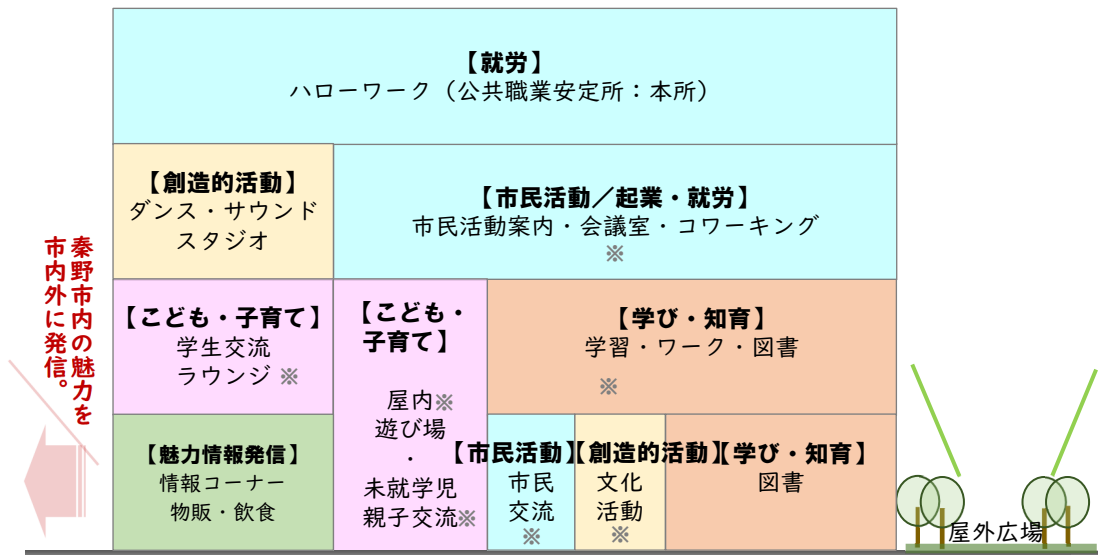 【就労】
ハローワーク（公共職業安定所：本所）
【創造的活動】
ダンス・サウンド
スタジオ
【市民活動／起業・就労】
市民活動案内・会議室・コワーキング
※
秦野市内の魅力を
市内外に発信。
【こども・子育て】
学生交流
ラウンジ ※
【こども・
子育て】
屋内※
遊び場
・
未就学児
親子交流※
【学び・知育】
学習・ワーク・図書
※
【魅力情報発信】
情報コーナー
物販・飲食
【市民活動】
市民
交流
※
【創造的活動】
文化
活動
※
【学び・知育】
図書
屋外広場